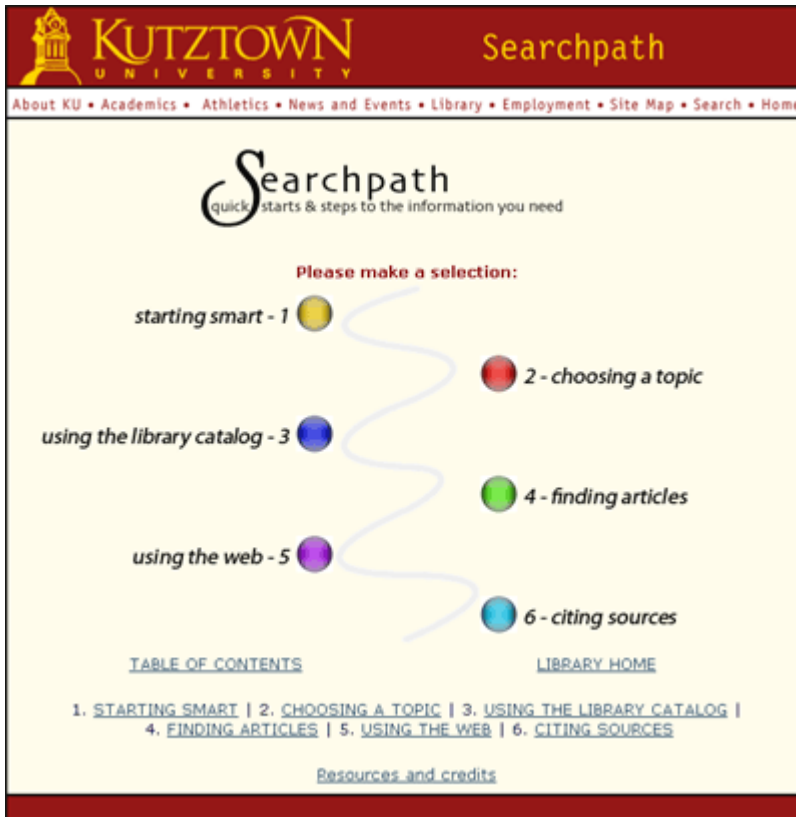 KUTZTOWN
UNIVERSITY
Searchpath
About KU • Academics • Athletics • News and Events • Library • Employment • Site Map • Search • Home
Searchpath
quick starts & steps to the information you need
Please make a selection:
starting smart - 1
2 - choosing a topic
using the library catalog - 3
4 - finding articles
using the web - 5
6 - citing sources
TABLE OF CONTENTS
LIBRARY HOME
1. STARTING SMART | 2. CHOOSING A TOPIC | 3. USING THE LIBRARY CATALOG |
4. FINDING ARTICLES | 5. USING THE WEB | 6. CITING SOURCES
Resources and credits